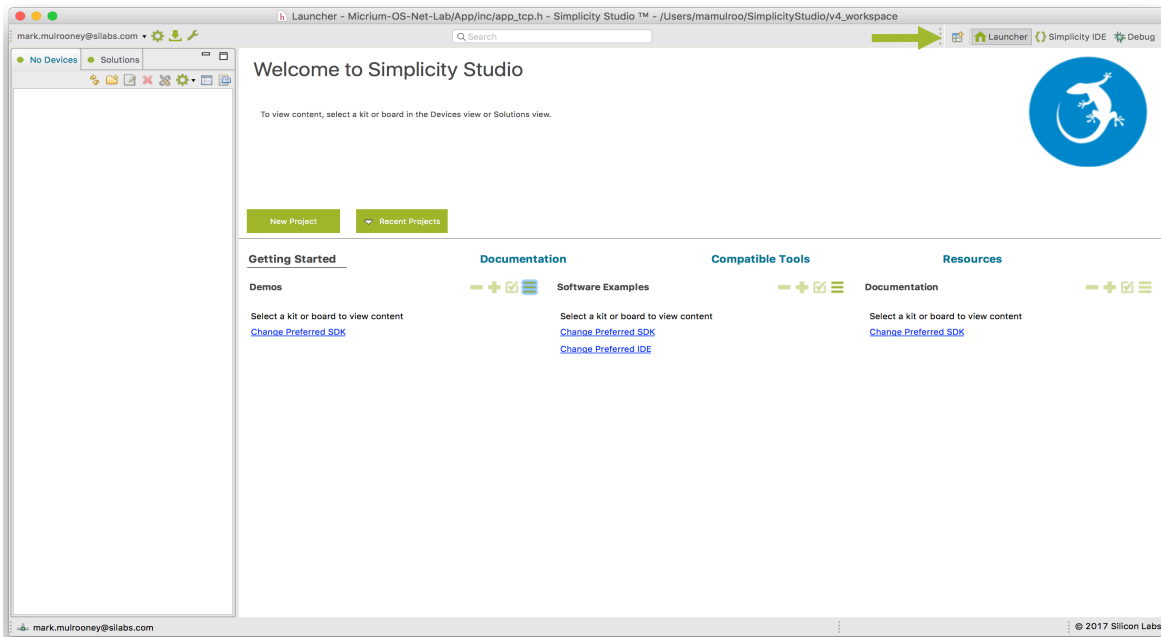 Launcher - Micrium-OS-Net-Lab/App/inc/app_tcp.h - Simplicity Studio ™ - /Users/mamulroo/SimplicityStudio/v4_workspace
mark.mulrooney@silabs.com Search Launcher Simplicity IDE Debug
No Devices Solutions
Welcome to Simplicity Studio
To view content, select a kit or board in the Devices view or Solutions view.
New Project Recent Projects
Getting Started Documentation Compatible Tools Resources
Demos Software Examples Documentation
Select a kit or board to view content Select a kit or board to view content Select a kit or board to view content
Change Preferred SDK Change Preferred SDK Change Preferred SDK
Change Preferred IDE
mark.mulrooney@silabs.com © 2017 Silicon Labs